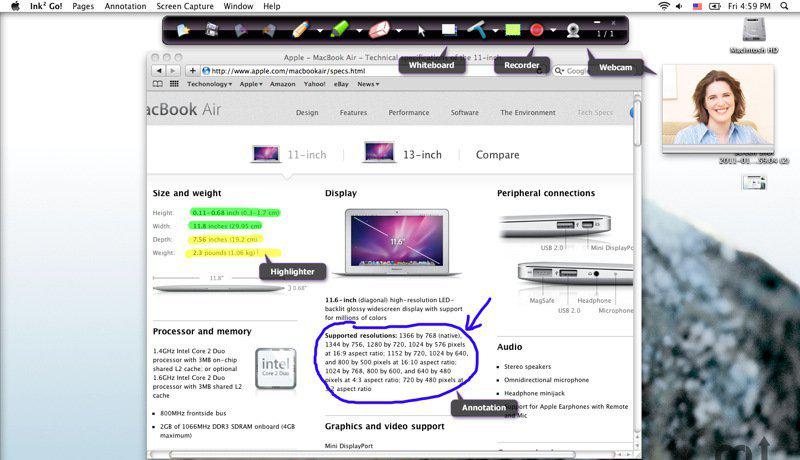 Ink² Go! Pages Annotation Screen Capture Window Help
Fri 4:59 PM
1 / 1
Whiteboard
Recorder
Webcam
Macintosh HD
2011-01...59.04 (2)
Apple - MacBook Air - Technical specifications of the 11-inch
http://www.apple.com/macbookair/specs.html
Google
Techonology Apple Amazon Yahoo! eBay News
acBook Air
Design Features Performance Software The Environment Tech Specs
11-inch 13-inch Compare
Size and weight
Height: 0.11-0.68 inch (0.3-1.7 cm)
Width: 11.8 inches (29.95 cm)
Depth: 7.56 inches (19.2 cm)
Weight: 2.3 pounds (1.06 kg)
Highlighter
11.8"
0.68"
Processor and memory
1.4GHz Intel Core 2 Duo
processor with 3MB on-chip
shared L2 cache; or optional
1.6GHz Intel Core 2 Duo
processor with 3MB shared
L2 cache
intel
800MHz frontside bus
2GB of 1066MHz DDR3 SDRAM onboard (4GB
maximum)
Display
11.6"
11.6-inch (diagonal) high-resolution LED-
backlit glossy widescreen display with support
for millions of colors
Supported resolutions: 1366 by 768 (native),
1344 by 756, 1280 by 720, 1024 by 576 pixels
at 16:9 aspect ratio; 1152 by 720, 1024 by 640,
and 800 by 500 pixels at 16:10 aspect ratio;
1024 by 768, 800 by 600, and 640 by 480
pixels at 4:3 aspect ratio; 720 by 480 pixels at
3:2 aspect ratio
Annotation
Graphics and video support
Mini DisplayPort
Peripheral connections
USB 2.0 Mini DisplayPo
MagSafe Headphone
USB 2.0 Microphone
Audio
Stereo speakers
Omnidirectional microphone
Headphone minijack
Support for Apple Earphones with Remote
and Mic